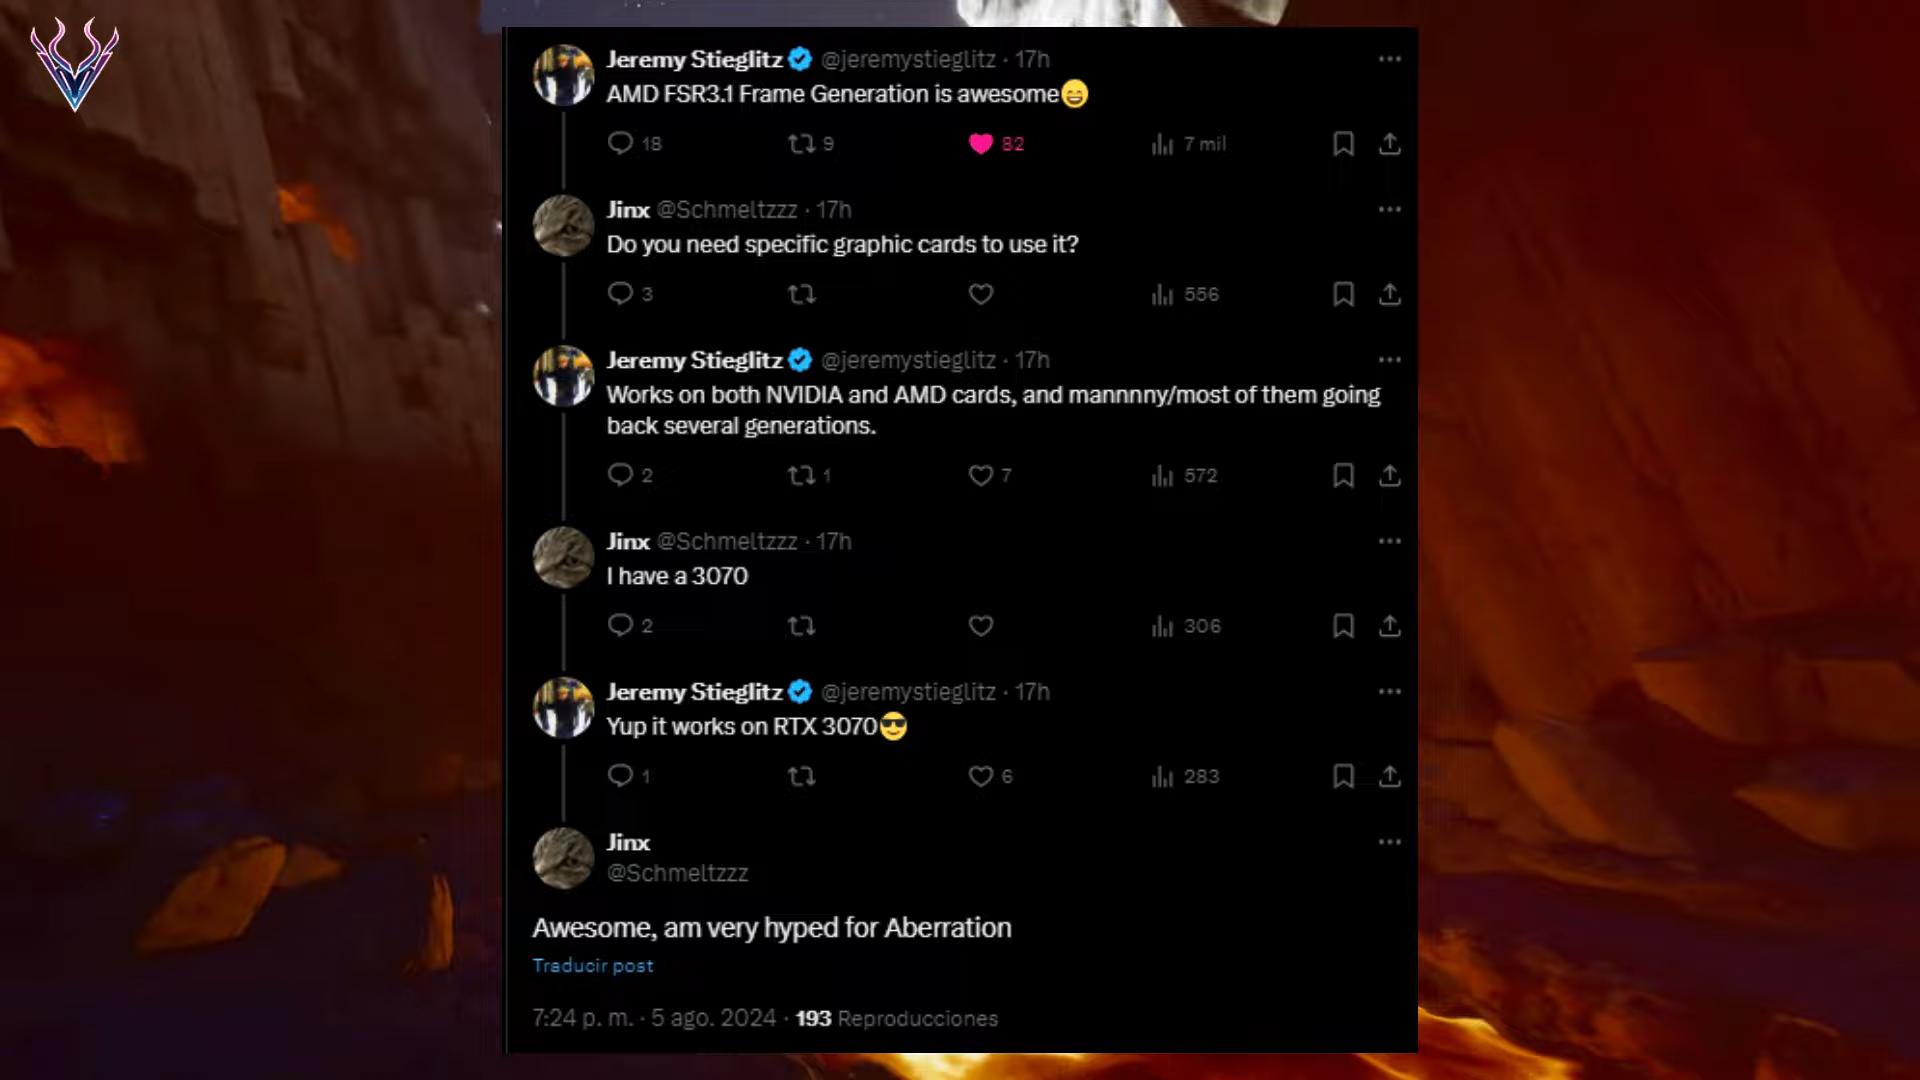 Jeremy Stieglitz @jeremystieglitz · 17h
AMD FSR3.1 Frame Generation is awesome😄
18 9 82 7 mil
Jinx @Schmeltzzz · 17h
Do you need specific graphic cards to use it?
3 556
Jeremy Stieglitz @jeremystieglitz · 17h
Works on both NVIDIA and AMD cards, and mannnny/most of them going
back several generations.
2 1 7 572
Jinx @Schmeltzzz · 17h
I have a 3070
2 306
Jeremy Stieglitz @jeremystieglitz · 17h
Yup it works on RTX 3070😎
1 6 283
Jinx
@Schmeltzzz
Awesome, am very hyped for Aberration
Traducir post
7:24 p. m. · 5 ago. 2024 · 193 Reproducciones